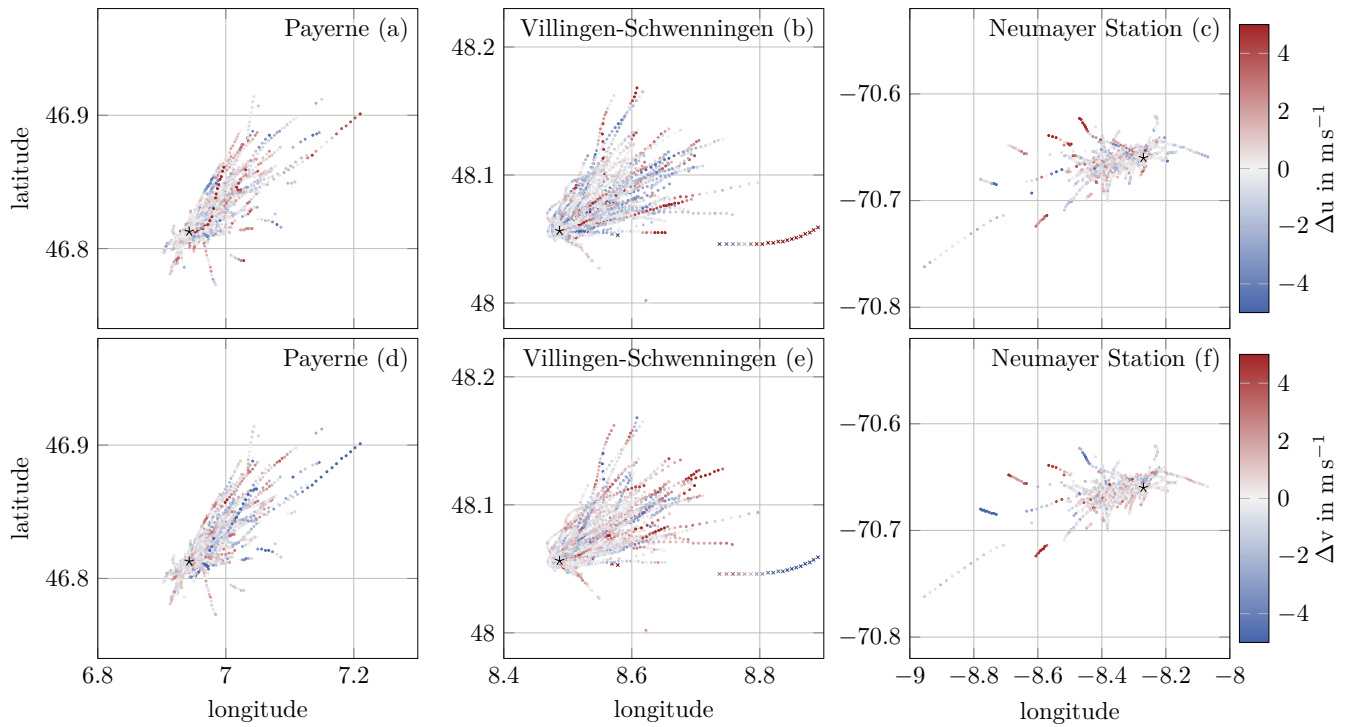 Payerne (a)
Villingen-Schwenningen (b)
Neumayer Station (c)
46.9
46.8
latitude
48.2
48.1
48
−70.6
−70.7
−70.8
4
2
0
−2
−4
Δu in m s⁻¹
Payerne (d)
Villingen-Schwenningen (e)
Neumayer Station (f)
46.9
46.8
latitude
48.2
48.1
48
−70.6
−70.7
−70.8
4
2
0
−2
−4
Δv in m s⁻¹
6.8 7 7.2
8.4 8.6 8.8
−9 −8.8 −8.6 −8.4 −8.2 −8
longitude
longitude
longitude